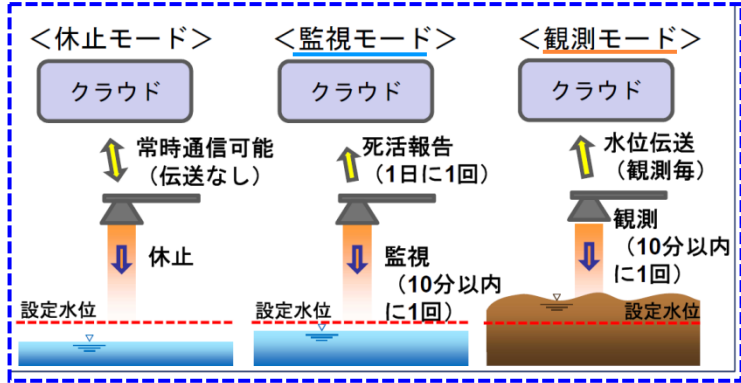 ＜休止モード＞
クラウド
常時通信可能
（伝送なし）
休止
設定水位
＜監視モード＞
クラウド
死活報告
（1日に1回）
監視
（10分以内
に1回）
設定水位
＜観測モード＞
クラウド
水位伝送
（観測毎）
観測
（10分以内
に1回）
設定水位